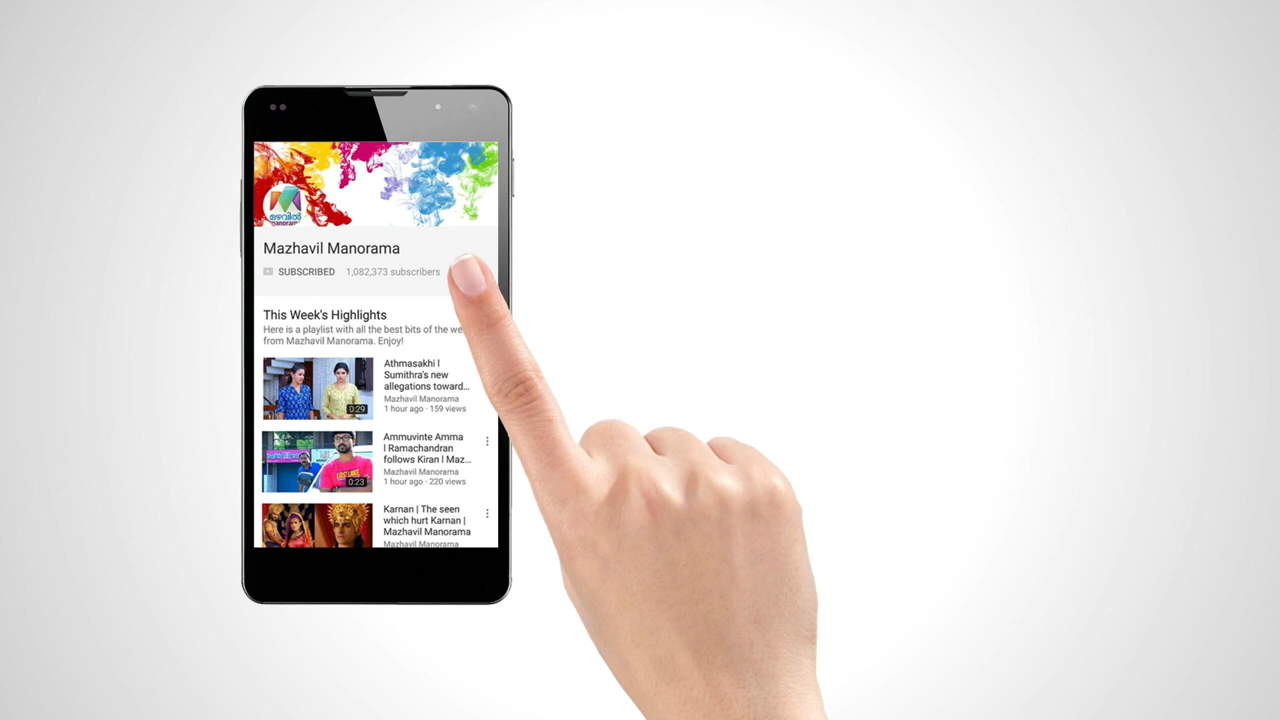 മഴവിൽ
manorama
Mazhavil Manorama
SUBSCRIBED 1,082,373 subscribers
This Week's Highlights
Here is a playlist with all the best bits of the we
from Mazhavil Manorama. Enjoy!
Athmasakhi l
Sumithra's new
allegations toward...
Mazhavil Manorama
1 hour ago · 159 views
0:29
Ammuvinte Amma
l Ramachandran
follows Kiran l Maz...
Mazhavil Manorama
1 hour ago · 220 views
0:23
Karnan | The seen
which hurt Karnan |
Mazhavil Manorama
Mazhavil Manorama